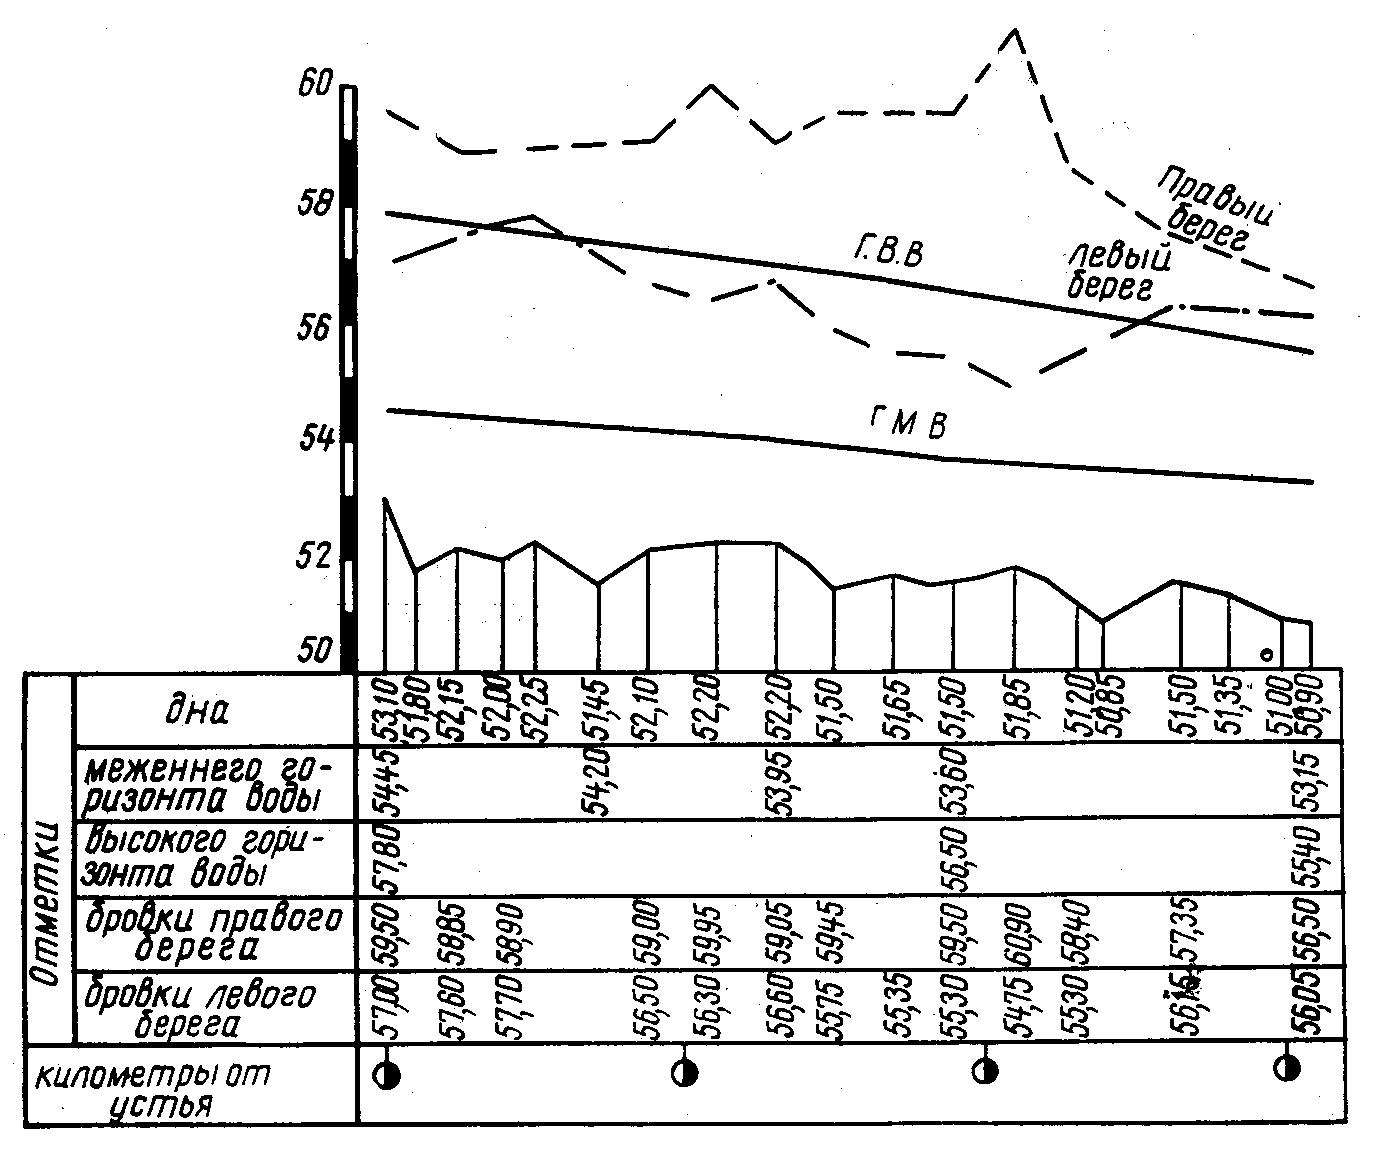 60
58
56
54
52
50
Г.В.В
Г М В
Правый
берег
левый
берег
Отметки
дна
53,10 51,80 52,15 52,00 52,25 51,45 52,10 52,20 52,20 51,50 51,65 51,50 51,85 51,20 50,85 51,50 51,35 51,00 50,90
меженнего го-
ризонта воды
54,45 54,20 53,95 53,60 53,15
высокого гори-
зонта воды
57,80 56,50 55,40
бровки правого
берега
59,50 58,85 58,90 59,00 59,95 59,05 59,45 59,50 60,90 58,40 57,35 56,50
бровки левого
берега
57,00 57,60 57,70 56,50 56,30 56,60 55,75 55,35 55,30 54,75 55,30 56,05
километры от
устья